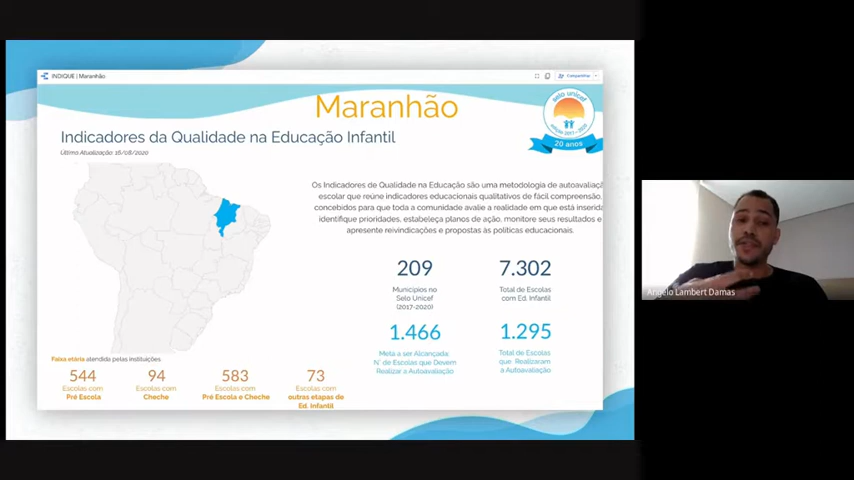 INDIQUE | Maranhão
Compartilhar
Maranhão
selo unicef
edição 2017 - 2020
20 anos
Indicadores da Qualidade na Educação Infantil
Última Atualização: 16/08/2020
Os Indicadores de Qualidade na Educação são uma metodologia de autoavaliaçã
escolar que reúne indicadores educacionais qualitativos de fácil compreensão,
concebidos para que toda a comunidade avalie a realidade em que está inserida
identifique prioridades, estabeleça planos de ação, monitore seus resultados e
apresente reivindicações e propostas às políticas educacionais.
209
Municípios no
Selo Unicef
(2017-2020)
7.302
Total de Escolas
com Ed. Infantil
1.466
Meta a ser Alcançada:
N° de Escolas que Devem
Realizar a Autoavaliação
1.295
Total de Escolas
que Realizaram
a Autoavaliação
Faixa etária atendida pelas instituições
544
Escolas com
Pré Escola
94
Escolas com
Creche
583
Escolas com
Pré Escola e Creche
73
Escolas com
outras etapas de
Ed. Infantil
Angelo Lambert Damas